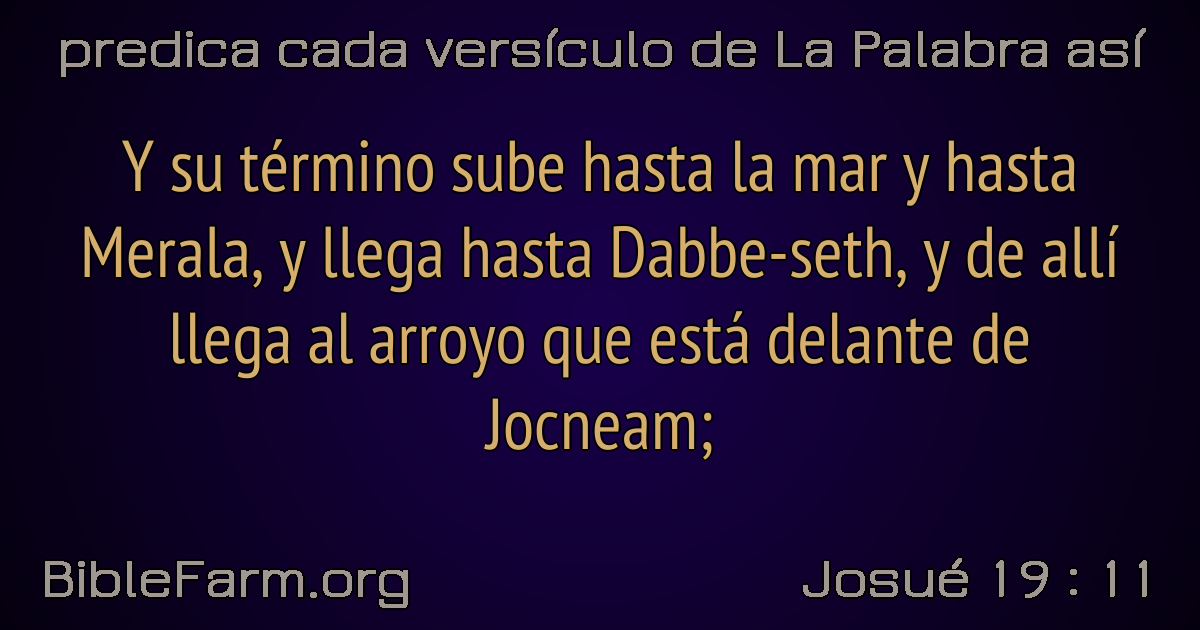 predica cada versículo de La Palabra así
Y su término sube hasta la mar y hasta
Merala, y llega hasta Dabbe-seth, y de allí
llega al arroyo que está delante de
Jocneam;
BibleFarm.org
Josué 19 : 11